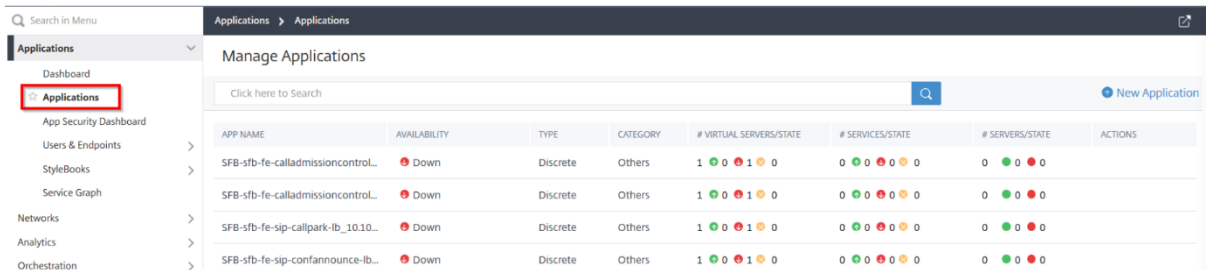 Search in Menu
Applications
Dashboard
Applications
App Security Dashboard
Users & Endpoints
StyleBooks
Service Graph
Networks
Analytics
Orchestration
Applications > Applications
Manage Applications
Click here to Search
New Application
APP NAME AVAILABILITY TYPE CATEGORY # VIRTUAL SERVERS/STATE # SERVICES/STATE # SERVERS/STATE ACTIONS
SFB-sfb-fe-calladmissioncontrol... Down Discrete Others 1 0 1 0 0 0 0 0 0 0 0
SFB-sfb-fe-calladmissioncontrol... Down Discrete Others 1 0 1 0 0 0 0 0 0 0 0
SFB-sfb-fe-sip-callpark-lb_10.10... Down Discrete Others 1 0 1 0 0 0 0 0 0 0 0
SFB-sfb-fe-sip-confannounce-lb... Down Discrete Others 1 0 1 0 0 0 0 0 0 0 0